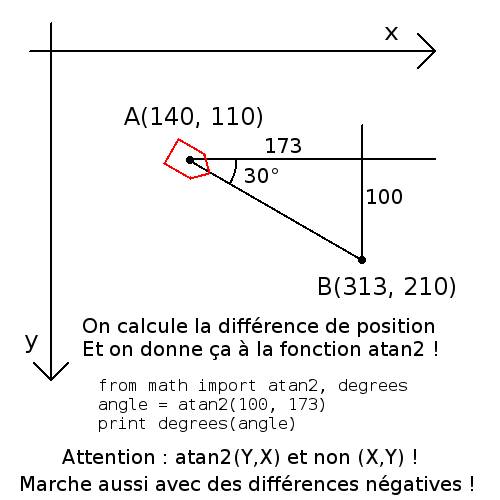 x
A(140, 110)
173
30°
100
B(313, 210)
y
On calcule la différence de position
Et on donne ça à la fonction atan2 !
from math import atan2, degrees
angle = atan2(100, 173)
print degrees(angle)
Attention : atan2(Y,X) et non (X,Y) !
Marche aussi avec des différences négatives !